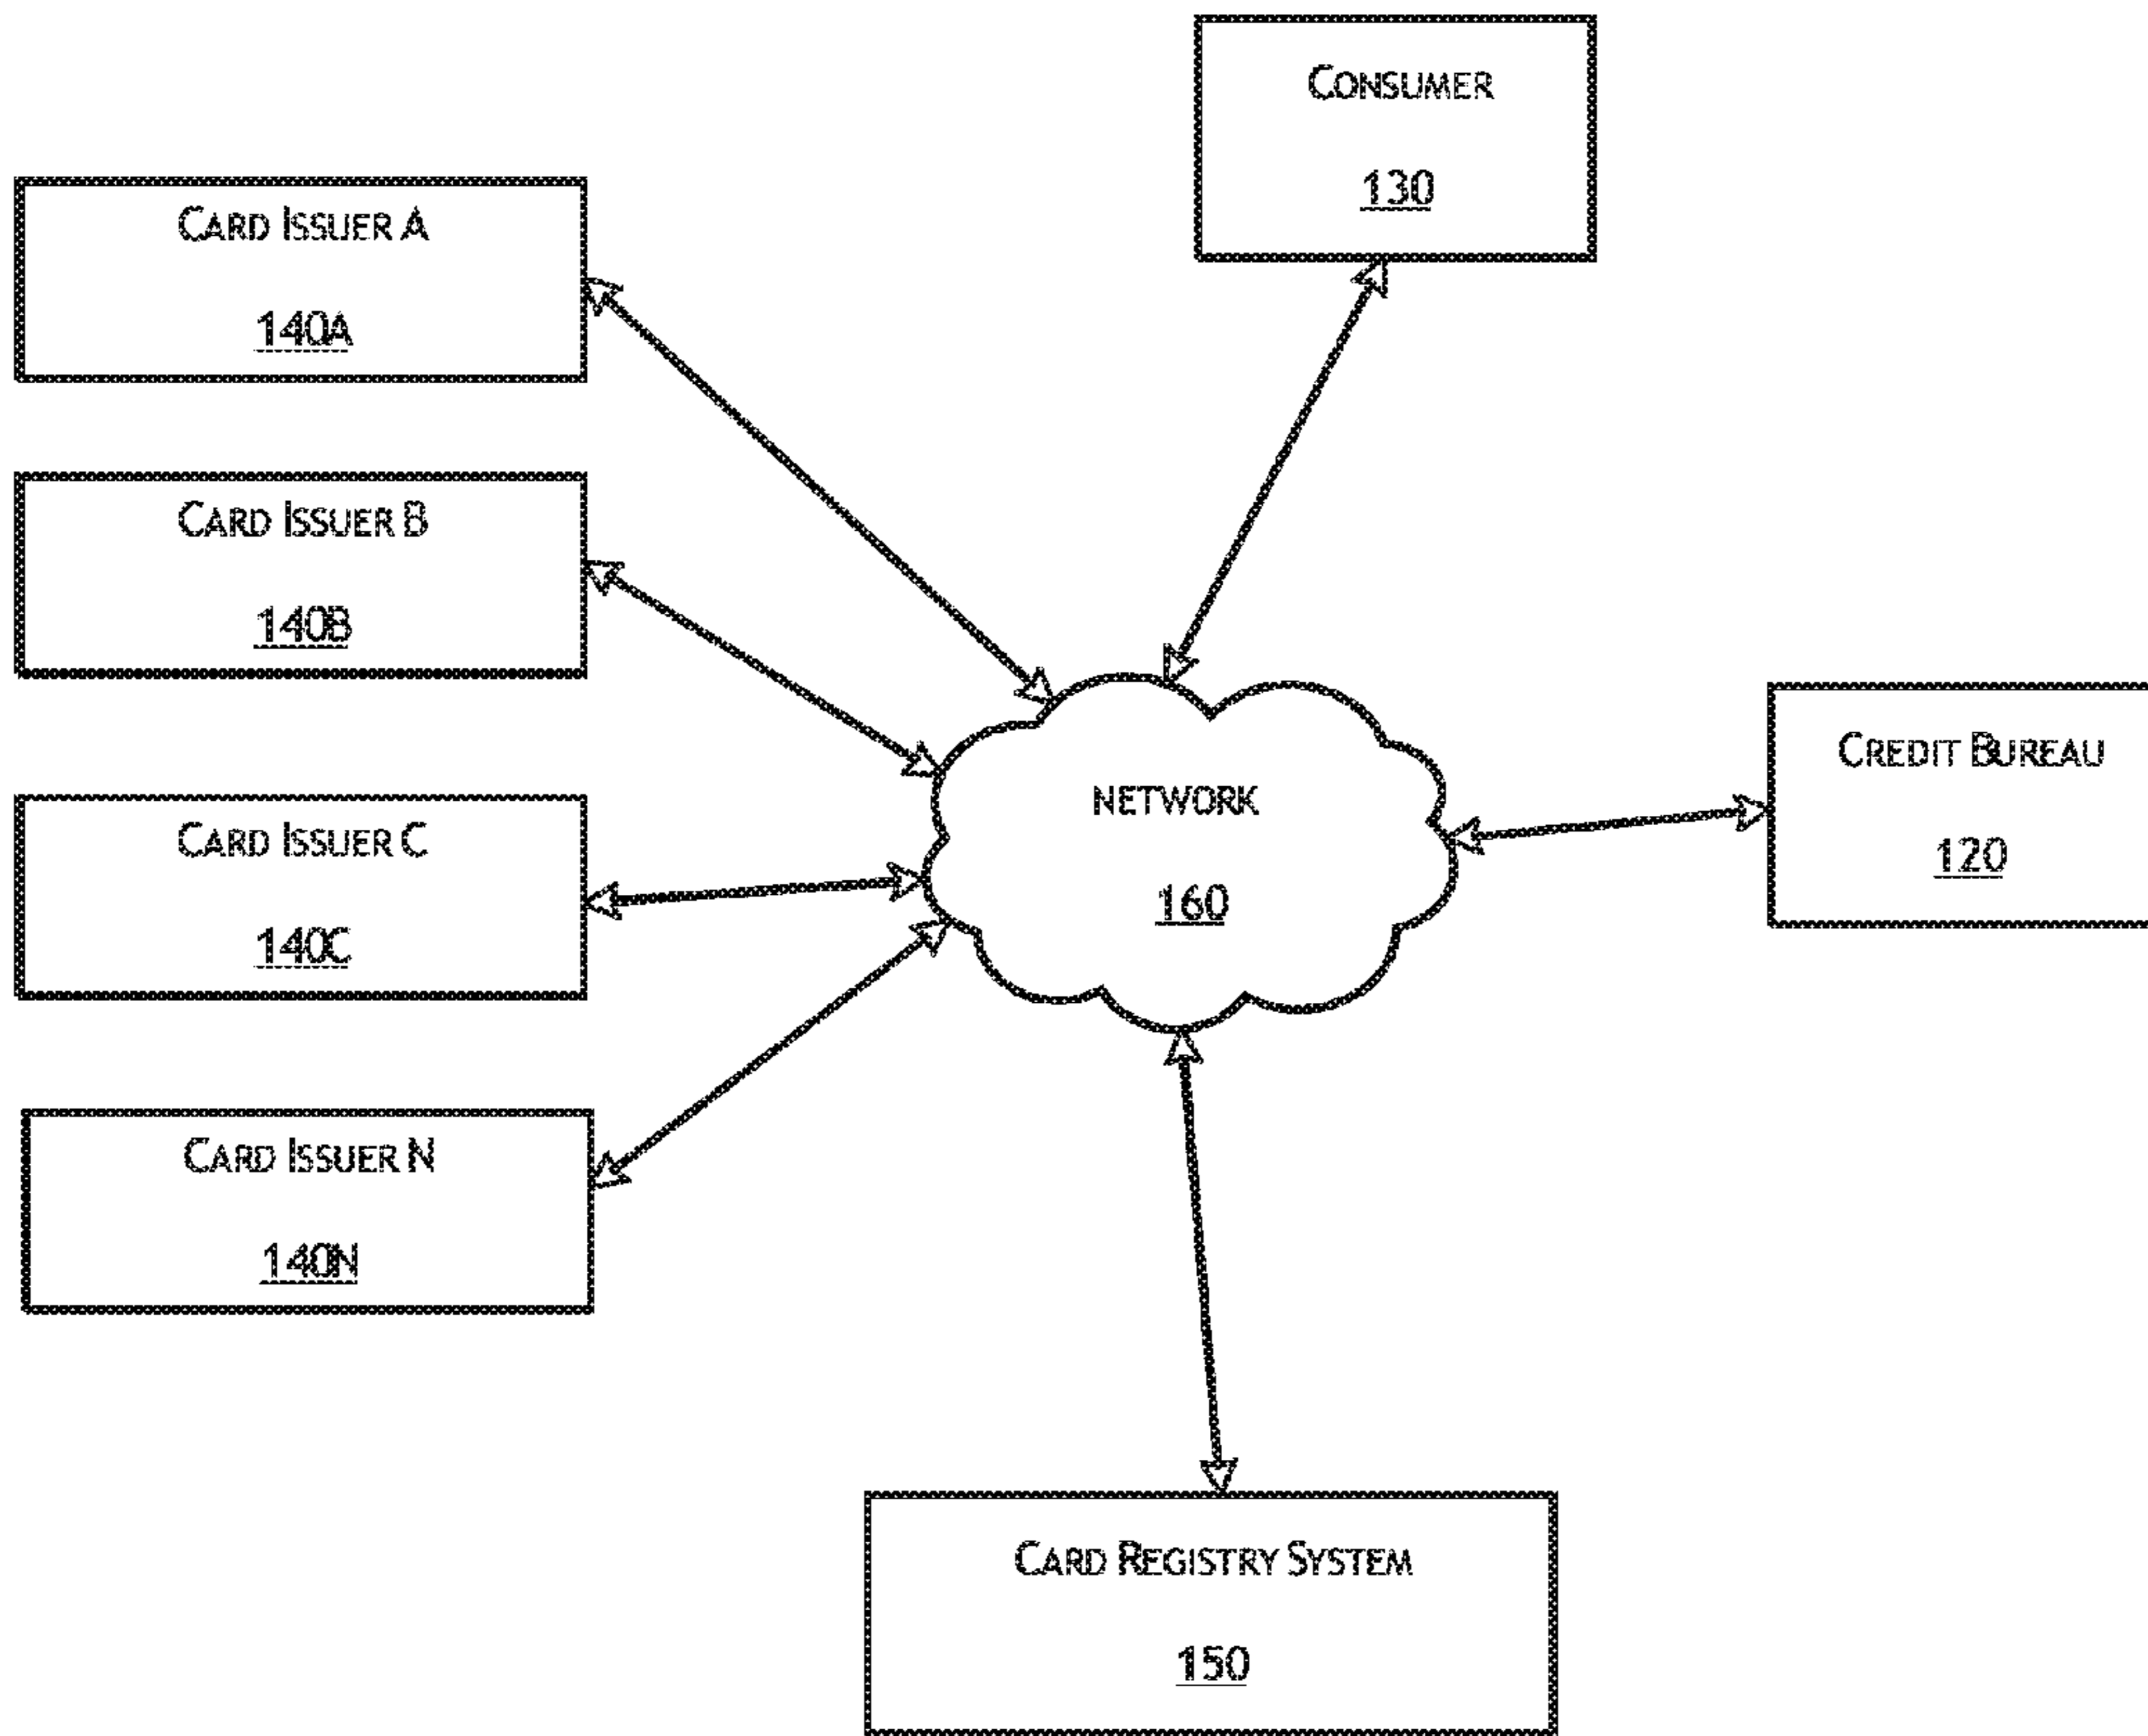 CONSUMER
130
CARD ISSUER A
140A
CARD ISSUER B
140B
CARD ISSUER C
140C
CARD ISSUER N
140N
NETWORK
160
CREDIT BUREAU
120
CARD REGISTRY SYSTEM
150